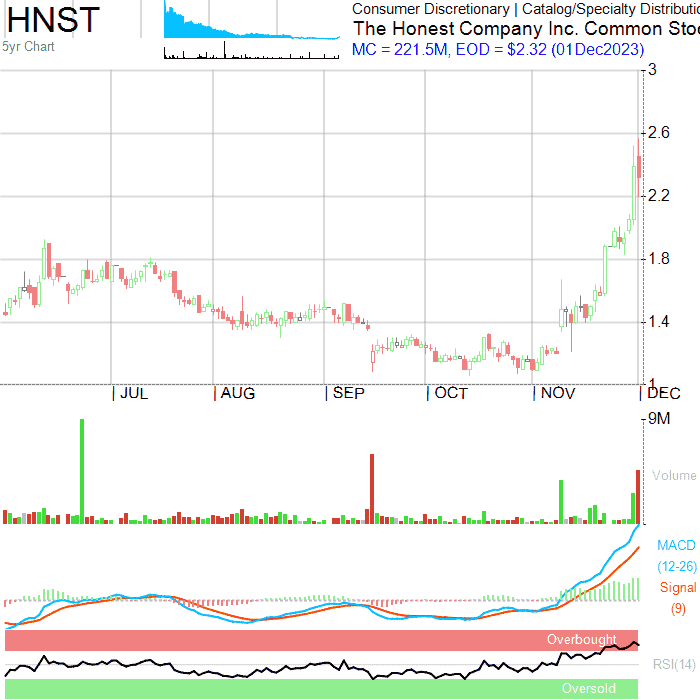 HNST
5yr Chart
Consumer Discretionary | Catalog/Specialty Distributio
The Honest Company Inc. Common Stoc
MC = 221.5M, EOD = $2.32 (01Dec2023)
3
2.6
2.2
1.8
1.4
1
| JUL | AUG | SEP | OCT | NOV | DEC
9M
Volume
MACD
(12-26)
Signal
(9)
Overbought
RSI(14)
Oversold